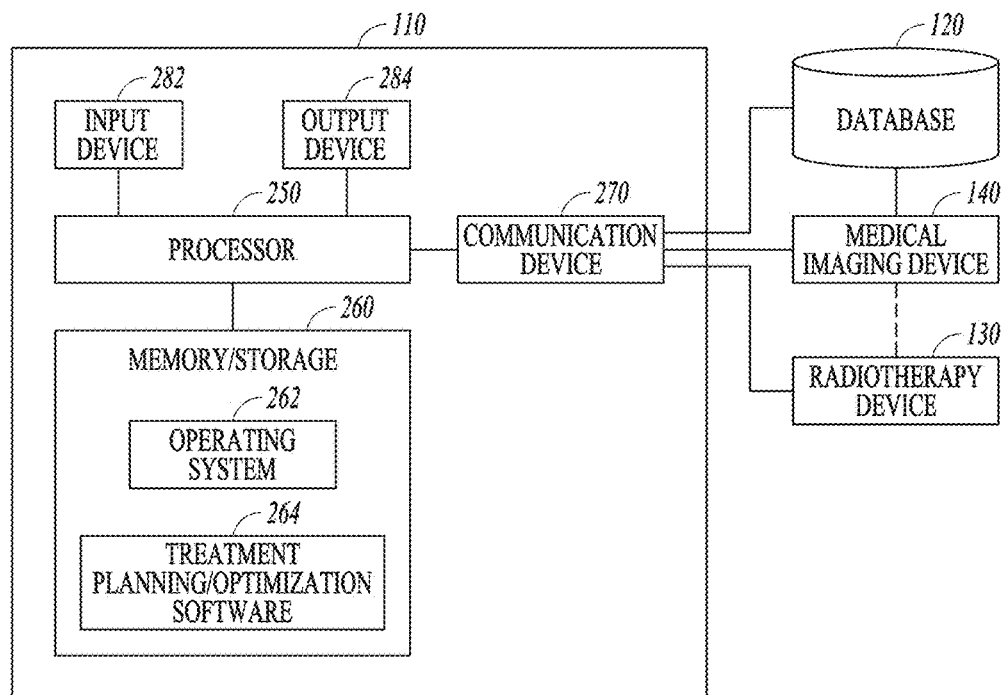 110
120
282
284
INPUT
DEVICE
OUTPUT
DEVICE
DATABASE
250
270
140
PROCESSOR
COMMUNICATION
DEVICE
MEDICAL
IMAGING DEVICE
260
130
MEMORY/STORAGE
RADIOTHERAPY
DEVICE
262
OPERATING
SYSTEM
264
TREATMENT
PLANNING/OPTIMIZATION
SOFTWARE